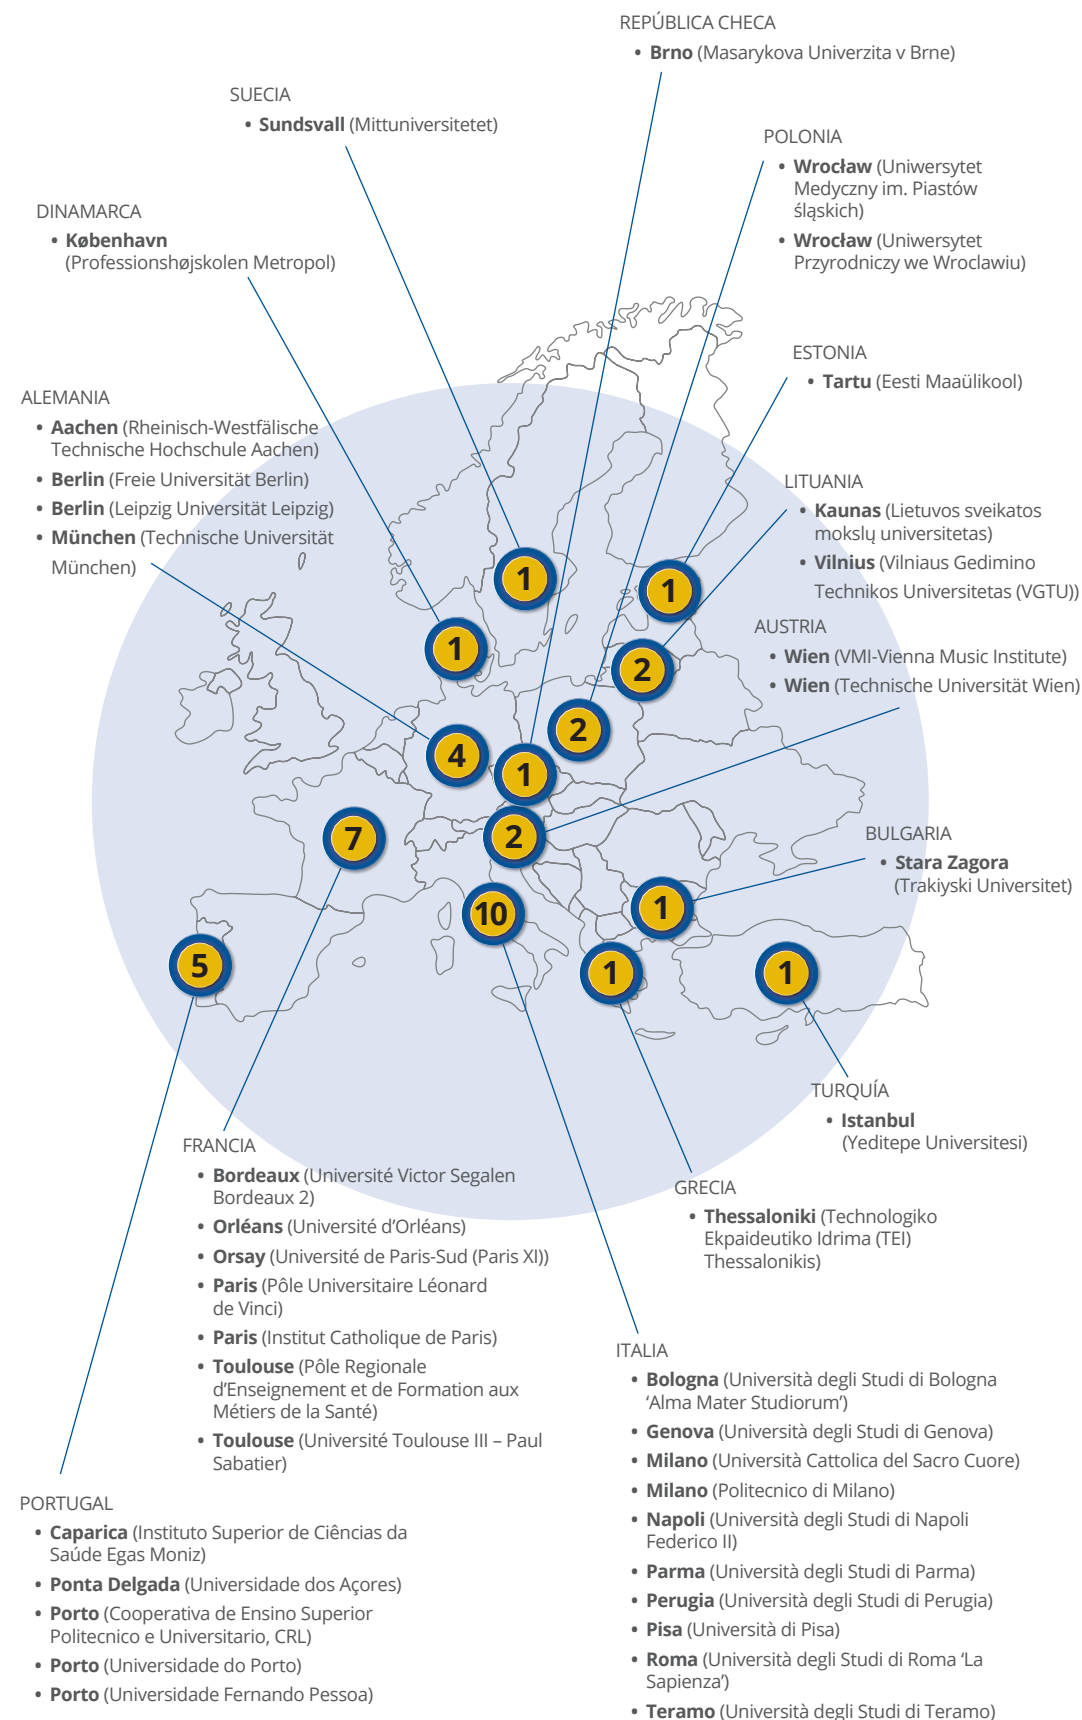 REPÚBLICA CHECA
• Brno (Masarykova Univerzita v Brne)
SUECIA
• Sundsvall (Mittuniversitetet)
POLONIA
• Wrocław (Uniwersytet
Medyczny im. Piastów
śląskich)
• Wrocław (Uniwersytet
Przyrodniczy we Wroclawiu)
DINAMARCA
• København
(Professionshøjskolen Metropol)
ESTONIA
• Tartu (Eesti Maaülikool)
ALEMANIA
• Aachen (Rheinisch-Westfälische
Technische Hochschule Aachen)
• Berlin (Freie Universität Berlin)
• Berlin (Leipzig Universität Leipzig)
• München (Technische Universität
München)
LITUANIA
• Kaunas (Lietuvos sveikatos
mokslų universitetas)
• Vilnius (Vilniaus Gedimino
Technikos Universitetas (VGTU))
AUSTRIA
• Wien (VMI-Vienna Music Institute)
• Wien (Technische Universität Wien)
1
1
1
2
2
4
1
7
2
10
1
5
1
1
BULGARIA
• Stara Zagora
(Trakiyski Universitet)
TURQUÍA
• Istanbul
(Yeditepe Universitesi)
FRANCIA
• Bordeaux (Université Victor Segalen
Bordeaux 2)
• Orléans (Université d’Orléans)
• Orsay (Université de Paris-Sud (Paris XI))
• Paris (Pôle Universitaire Léonard
de Vinci)
• Paris (Institut Catholique de Paris)
• Toulouse (Pôle Regionale
d’Enseignement et de Formation aux
Métiers de la Santé)
• Toulouse (Université Toulouse III – Paul
Sabatier)
GRECIA
• Thessaloniki (Technologiko
Ekpaideutiko Idrima (TEI)
Thessalonikis)
ITALIA
• Bologna (Università degli Studi di Bologna
‘Alma Mater Studiorum’)
• Genova (Università degli Studi di Genova)
• Milano (Università Cattolica del Sacro Cuore)
• Milano (Politecnico di Milano)
• Napoli (Università degli Studi di Napoli
Federico II)
• Parma (Università degli Studi di Parma)
• Perugia (Università degli Studi di Perugia)
• Pisa (Università di Pisa)
• Roma (Università degli Studi di Roma ‘La
Sapienza’)
• Teramo (Università degli Studi di Teramo)
PORTUGAL
• Caparica (Instituto Superior de Ciências da
Saúde Egas Moniz)
• Ponta Delgada (Universidade dos Açores)
• Porto (Cooperativa de Ensino Superior
Politecnico e Universitario, CRL)
• Porto (Universidade do Porto)
• Porto (Universidade Fernando Pessoa)